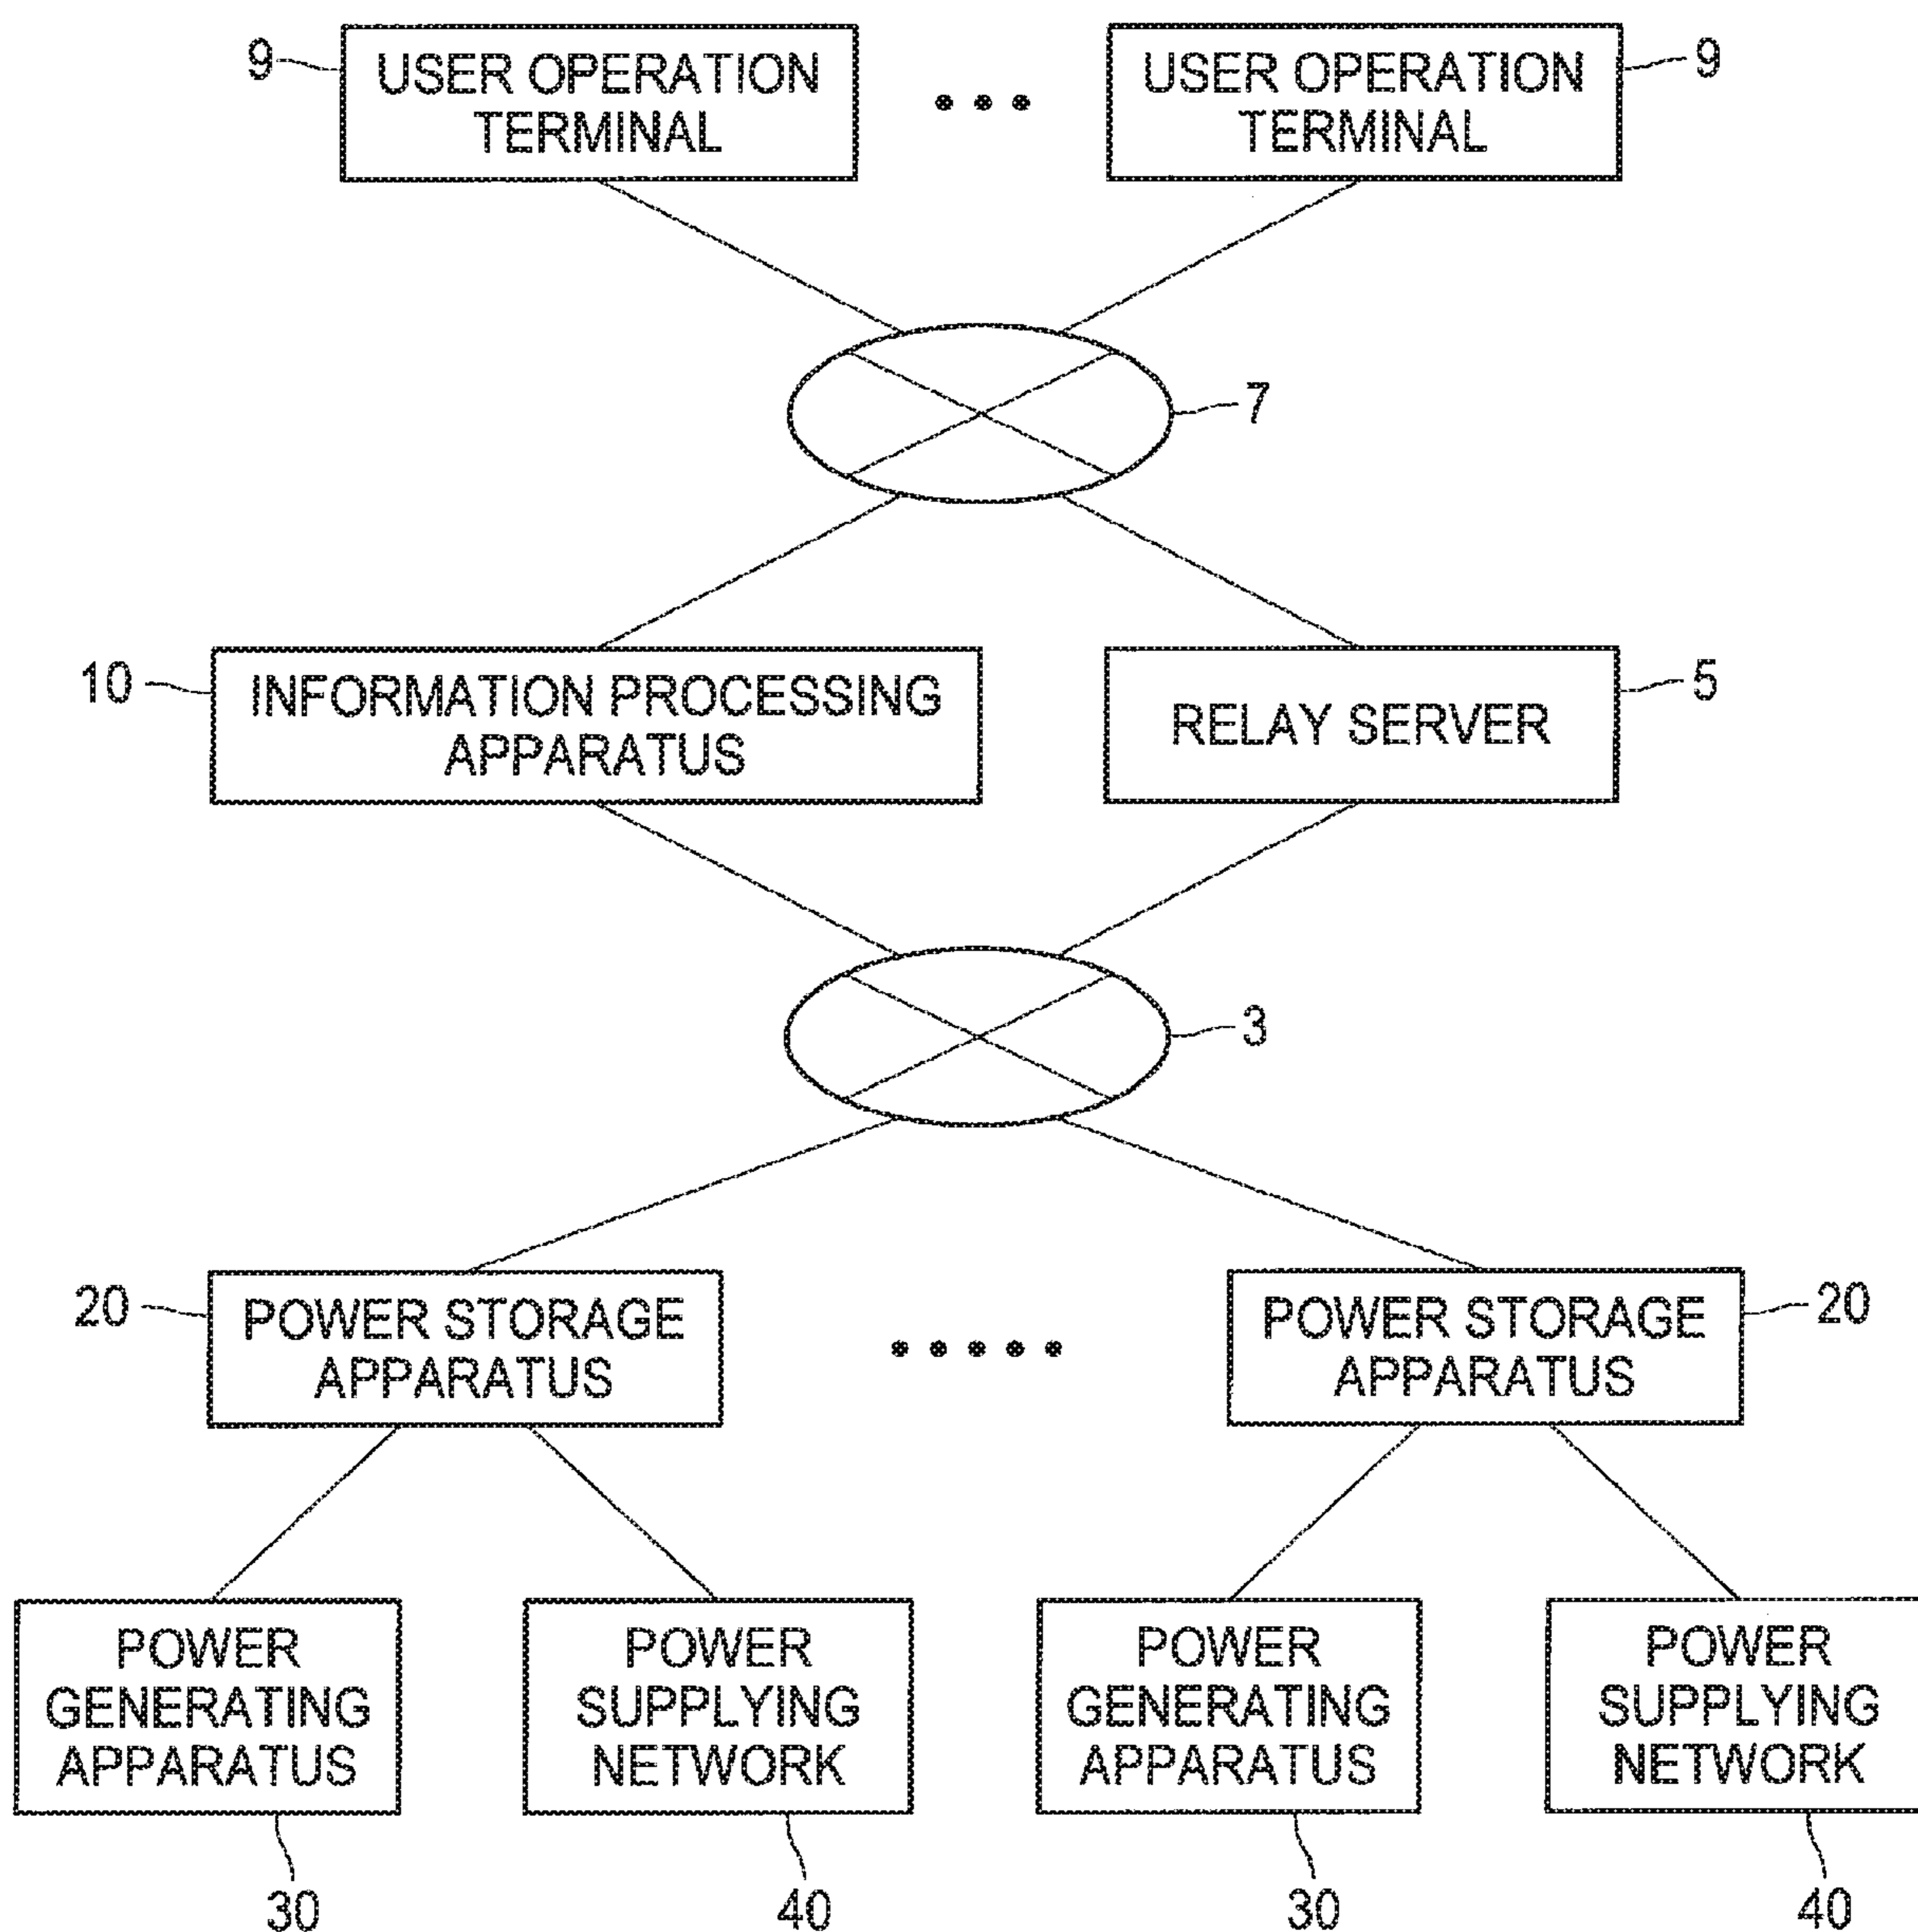 9
USER OPERATION
TERMINAL
USER OPERATION
TERMINAL
9
7
10
INFORMATION PROCESSING
APPARATUS
RELAY SERVER
5
3
20
POWER STORAGE
APPARATUS
POWER STORAGE
APPARATUS
20
POWER
GENERATING
APPARATUS
POWER
SUPPLYING
NETWORK
POWER
GENERATING
APPARATUS
POWER
SUPPLYING
NETWORK
30
40
30
40